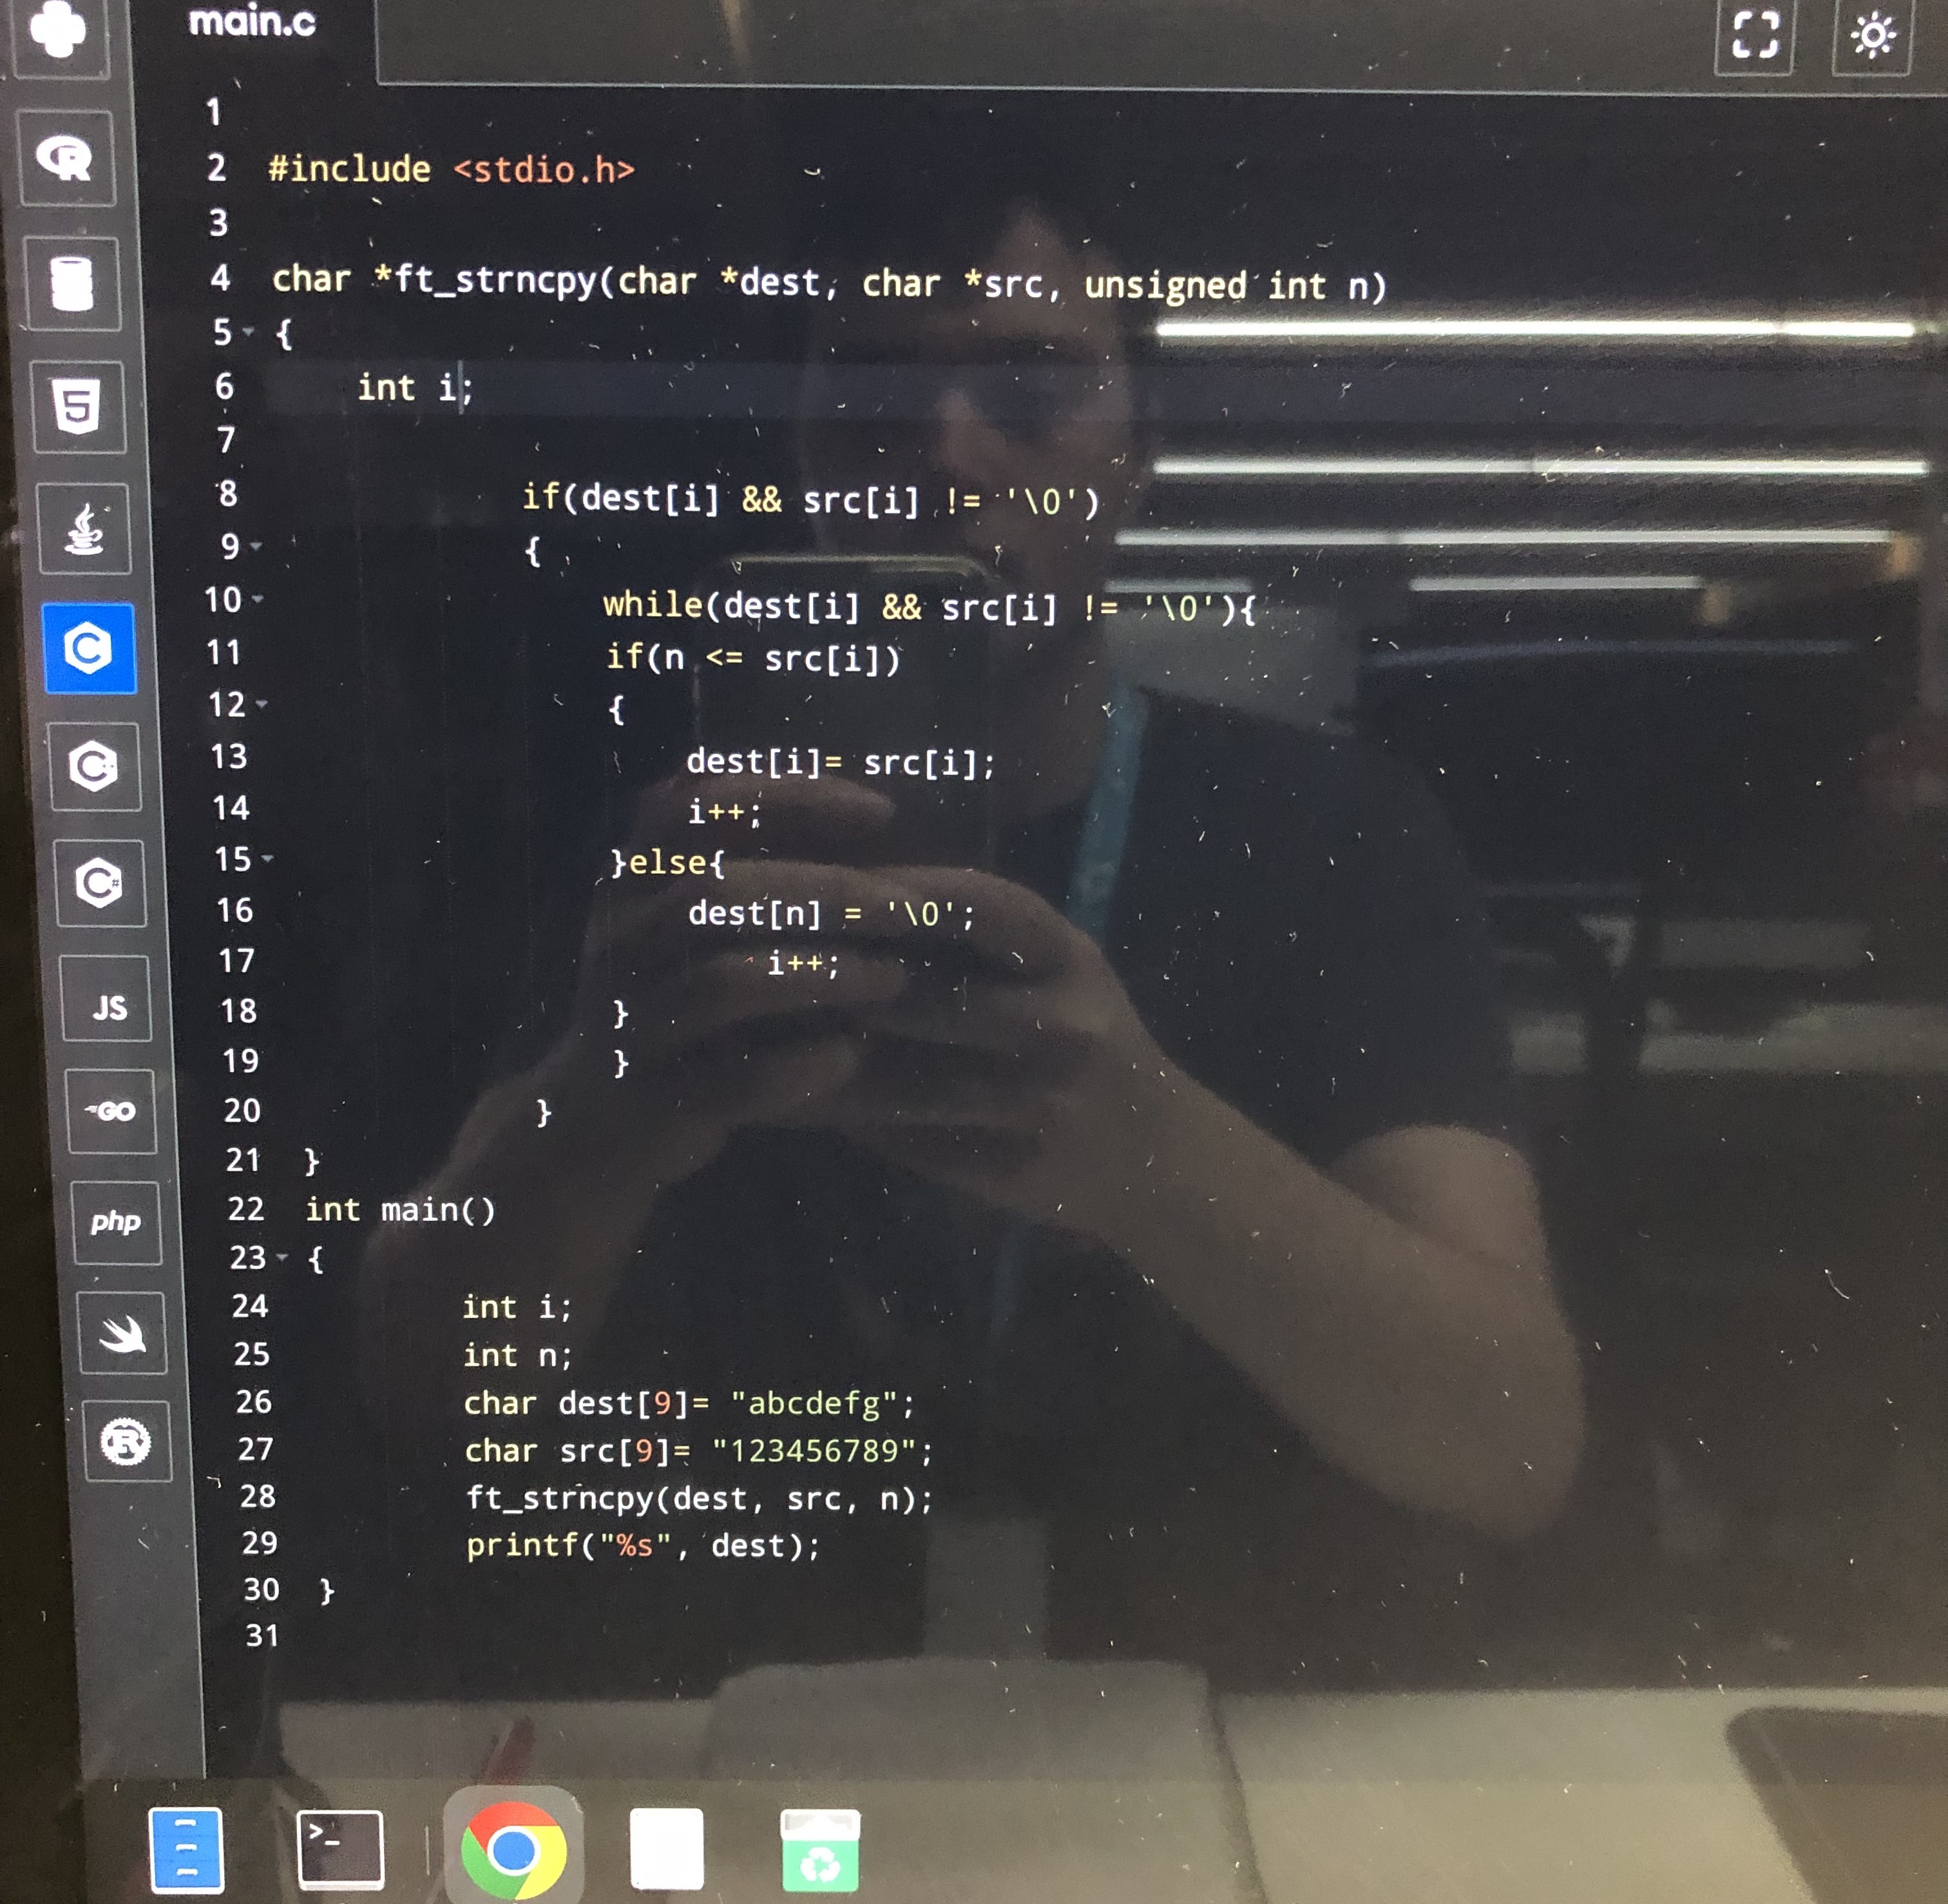 main.c
1
2 #include <stdio.h>
3
4 char *ft_strncpy(char *dest, char *src, unsigned int n)
5 {
6 int i;
7
8 if(dest[i] && src[i] != '\0')
9 {
10 while(dest[i] && src[i] != '\0'){
11 if(n <= src[i])
12 {
13 dest[i]= src[i];
14 i++;
15 }else{
16 dest[n] = '\0';
17 i++;
18 }
19 }
20 }
21 }
22 int main()
23 {
24 int i;
25 int n;
26 char dest[9]= "abcdefg";
27 char src[9]= "123456789";
28 ft_strncpy(dest, src, n);
29 printf("%s", dest);
30 }
31
R
5
C
C+
C#
JS
GO
php
R
>_